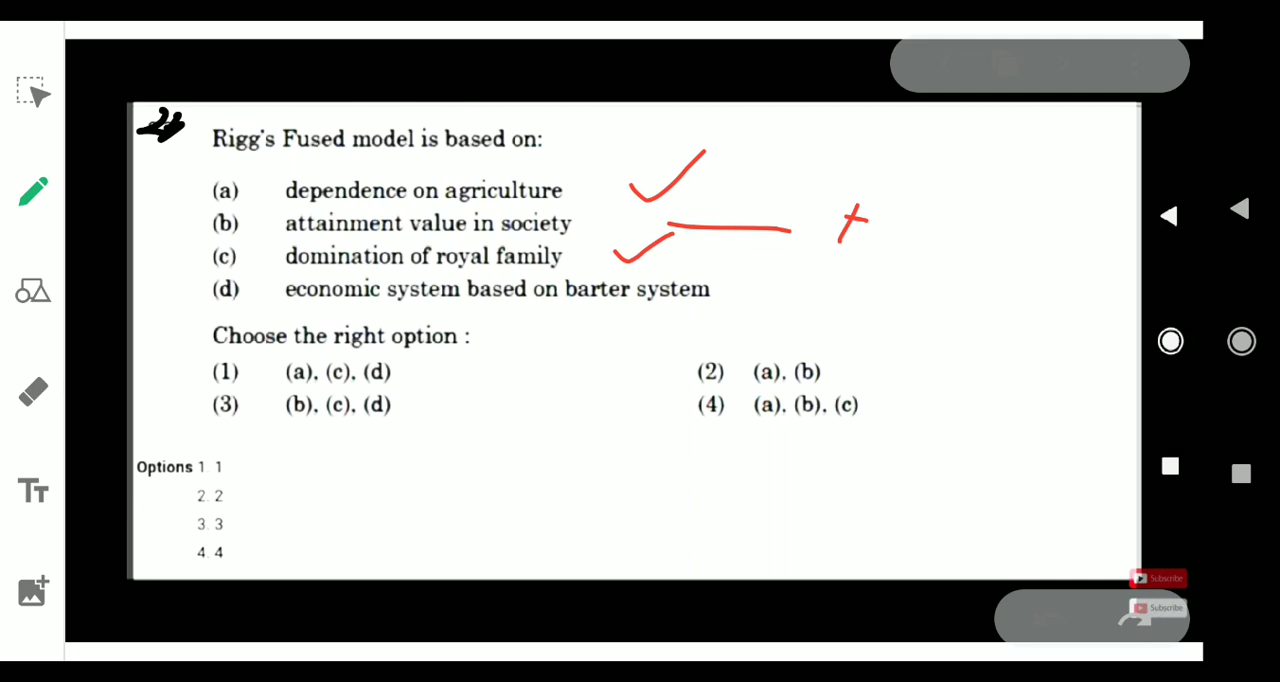 24
Rigg's Fused model is based on:
(a) dependence on agriculture
(b) attainment value in society
(c) domination of royal family
(d) economic system based on barter system
Choose the right option :
(1) (a), (c), (d) (2) (a), (b)
(3) (b), (c), (d) (4) (a), (b), (c)
Options 1. 1
2. 2
3. 3
4. 4
TT
Subscribe
Subscribe